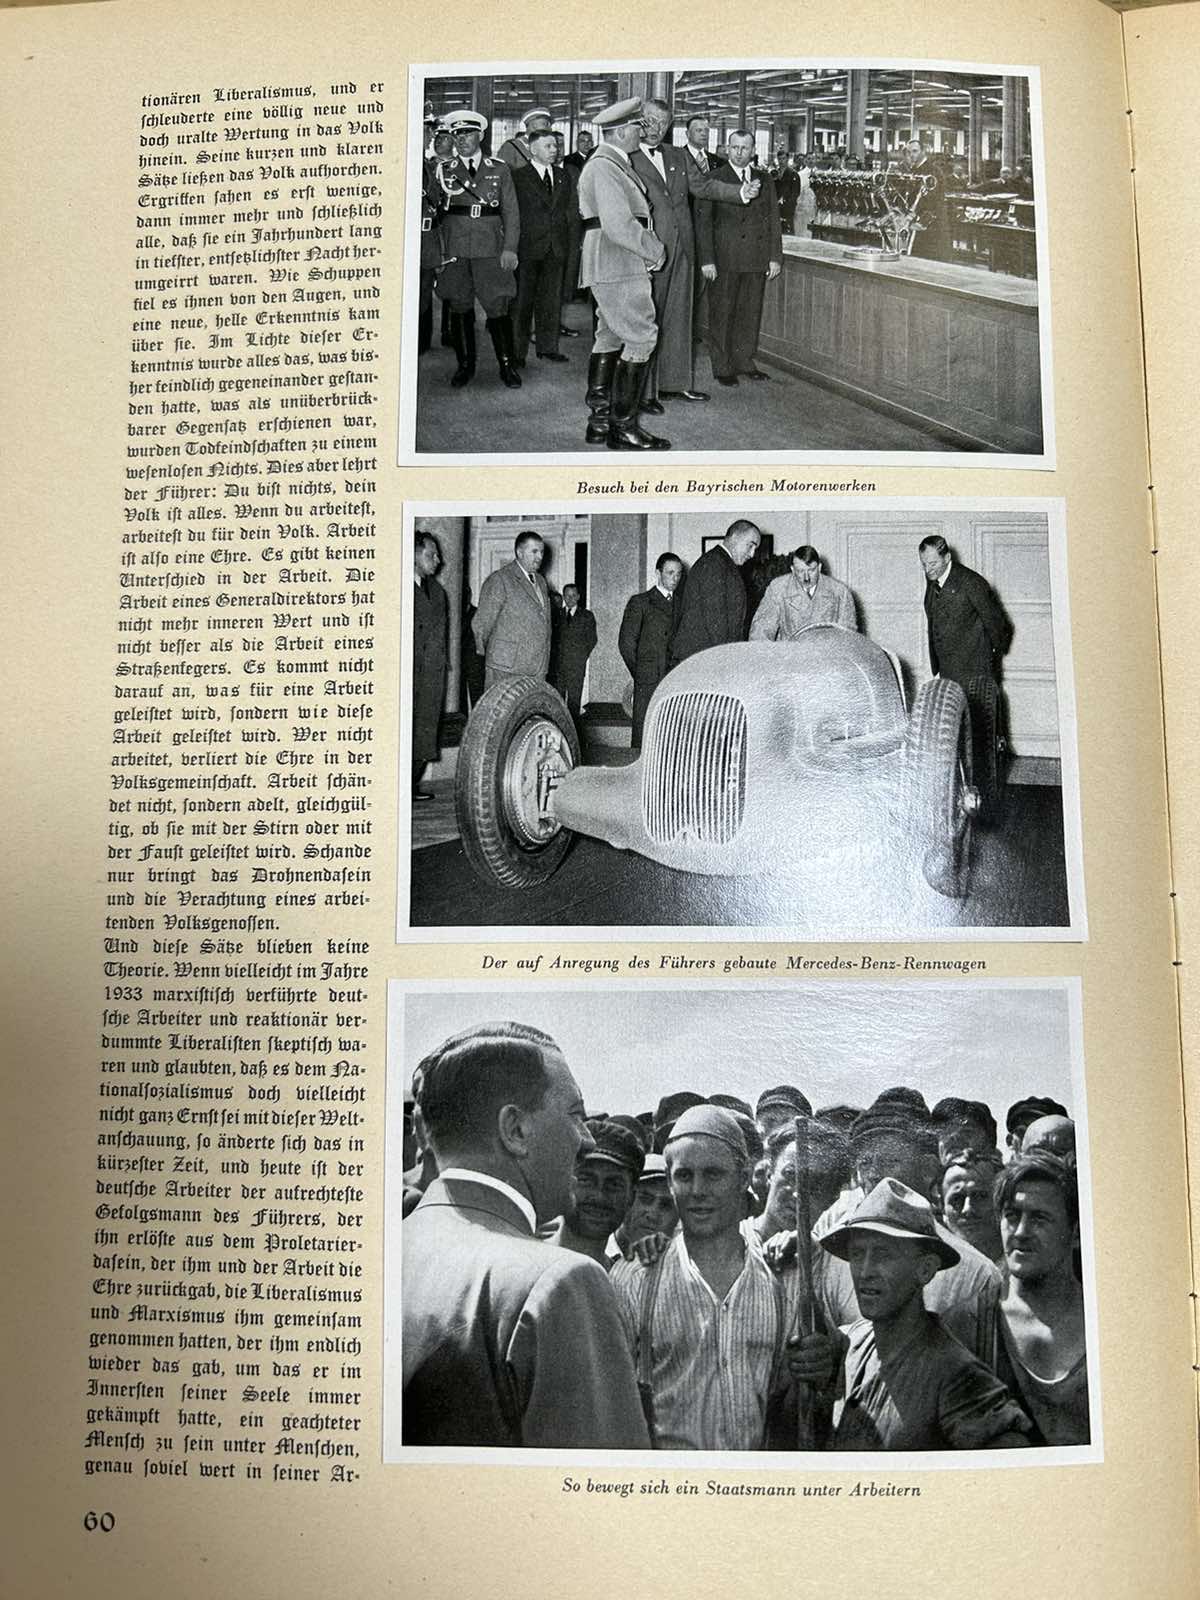 tionären Liberalismus, und er
schleuderte eine völlig neue und
doch uralte Wertung in das Volk
hinein. Seine kurzen und klaren
Sätze ließen das Volk aufhorchen.
Ergriffen sahen es erst wenige,
dann immer mehr und schließlich
alle, daß sie ein Jahrhundert lang
in tiefster, entsetzlichster Nacht her-
umgeirrt waren. Wie Schuppen
fiel es ihnen von den Augen, und
eine neue, helle Erkenntnis kam
über sie. Im Lichte dieser Er-
kenntnis wurde alles das, was bis-
her feindlich gegeneinander gestan-
den hatte, was als unüberbrück-
barer Gegensatz erschienen war,
wurden Todfeindschaften zu einem
wesenlosen Nichts. Dies aber lehrt
der Führer: Du bist nichts, dein
Volk ist alles. Wenn du arbeitest,
arbeitest du für dein Volk. Arbeit
ist also eine Ehre. Es gibt keinen
Unterschied in der Arbeit. Die
Arbeit eines Generaldirektors hat
nicht mehr inneren Wert und ist
nicht besser als die Arbeit eines
Straßenfegers. Es kommt nicht
darauf an, was für eine Arbeit
geleistet wird, sondern wie diese
Arbeit geleistet wird. Wer nicht
arbeitet, verliert die Ehre in der
Volksgemeinschaft. Arbeit schän-
det nicht, sondern adelt, gleichgül-
tig, ob sie mit der Stirn oder mit
der Faust geleistet wird. Schande
nur bringt das Drohnendasein
und die Verachtung eines arbei-
tenden Volksgenossen.
Und diese Sätze blieben keine
Theorie. Wenn vielleicht im Jahre
1933 marxistisch verführte deut-
sche Arbeiter und reaktionär ver-
dummte Liberalisten skeptisch wa-
ren und glaubten, daß es dem Na-
tionalsozialismus doch vielleicht
nicht ganz Ernst sei mit dieser Welt-
anschauung, so änderte sich das in
kürzester Zeit, und heute ist der
deutsche Arbeiter der aufrechteste
Gefolgsmann des Führers, der
ihn erlöste aus dem Proletarier-
dasein, der ihm und der Arbeit die
Ehre zurückgab, die Liberalismus
und Marxismus ihm gemeinsam
genommen hatten, der ihm endlich
wieder das gab, um das er im
Innersten seiner Seele immer
gekämpft hatte, ein geachteter
Mensch zu sein unter Menschen,
genau soviel wert in seiner Ar-
60
Besuch bei den Bayrischen Motorenwerken
Der auf Anregung des Führers gebaute Mercedes-Benz-Rennwagen
So bewegt sich ein Staatsmann unter Arbeitern